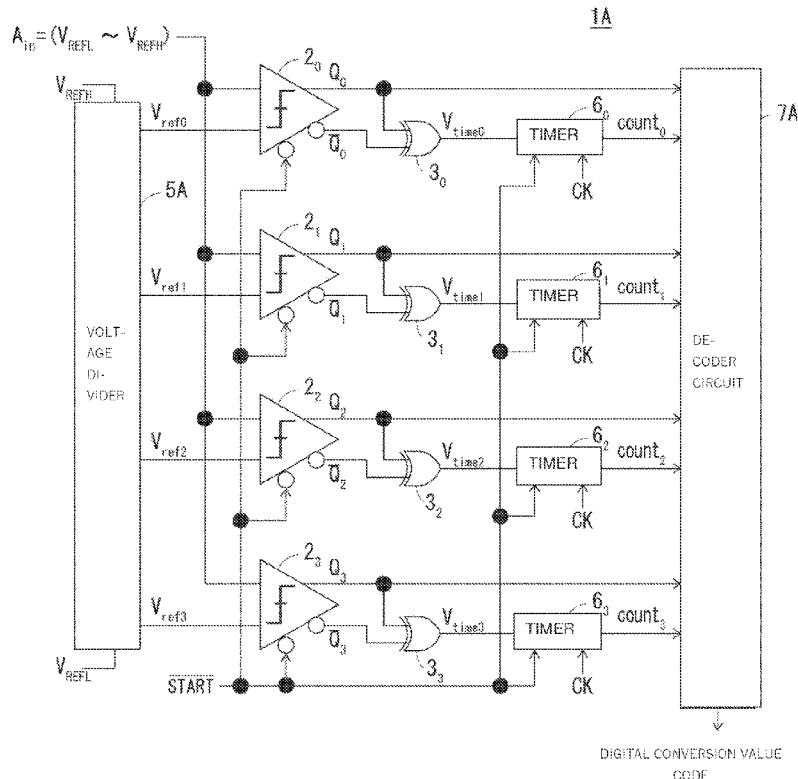 1A
A_in=(V_REFL ~ V_REFH)
V_REFH
2_0 Q_0
V_ref0
Q̅_0
V_time0
6_0
TIMER
count_0
3_0
CK
7A
5A
2_1 Q_1
V_ref1
Q̅_1
V_time1
6_1
TIMER
count_1
3_1
CK
VOLT-
AGE
DI-
VIDER
DE-
CODER
CIRCUIT
2_2 Q_2
V_ref2
Q̅_2
V_time2
6_2
TIMER
count_2
3_2
CK
2_3 Q_3
V_ref3
Q̅_3
V_time3
6_3
TIMER
count_3
3_3
CK
V_REFL
S̅T̅A̅R̅T̅
DIGITAL CONVERSION VALUE
CODE